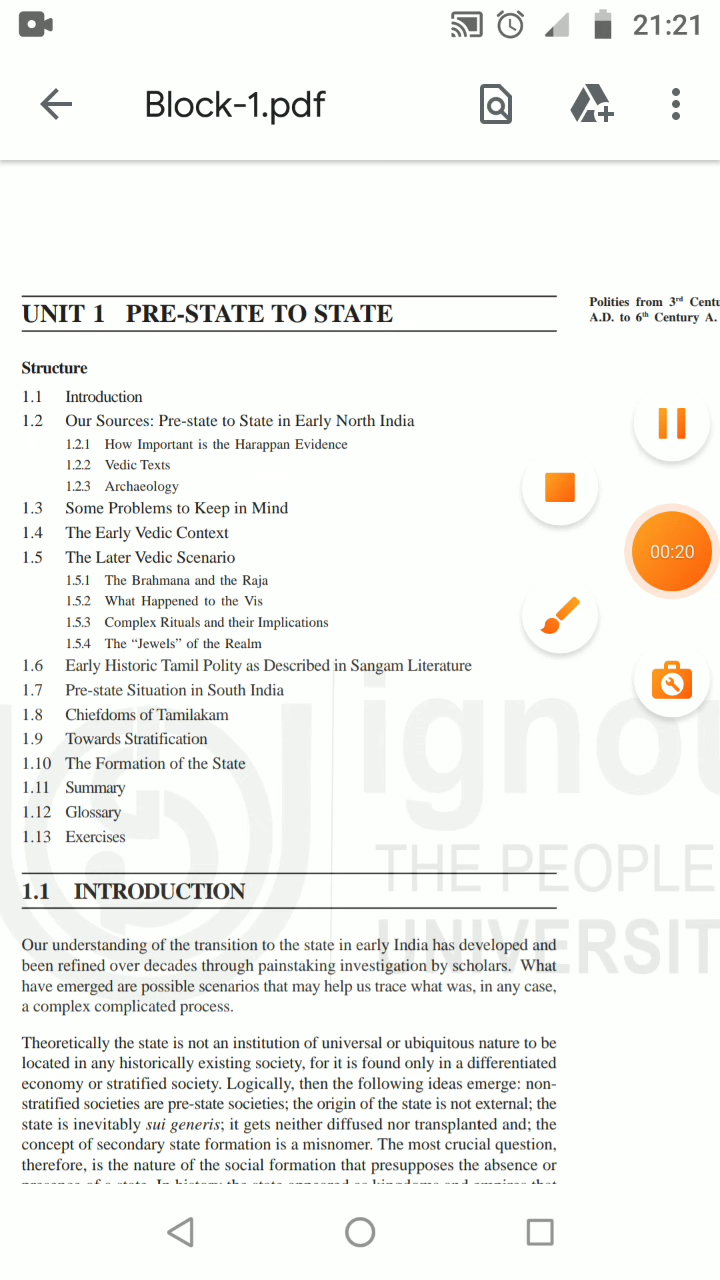 21:21
Block-1.pdf
UNIT 1 PRE-STATE TO STATE
Polities from 3rd
A.D. to 6th Century A.
Structure
1.1 Introduction
1.2 Our Sources: Pre-state to State in Early North India
1.2.1 How Important is the Harappan Evidence
1.2.2 Vedic Texts
1.2.3 Archaeology
1.3 Some Problems to Keep in Mind
1.4 The Early Vedic Context
1.5 The Later Vedic Scenario
1.5.1 The Brahmana and the Raja
1.5.2 What Happened to the Vis
1.5.3 Complex Rituals and their Implications
1.5.4 The “Jewels” of the Realm
1.6 Early Historic Tamil Polity as Described in Sangam Literature
1.7 Pre-state Situation in South India
1.8 Chiefdoms of Tamilakam
1.9 Towards Stratification
1.10 The Formation of the State
1.11 Summary
1.12 Glossary
1.13 Exercises
00:20
ignou
THE PEOPLE
UNIVERSIT
1.1 INTRODUCTION
Our understanding of the transition to the state in early India has developed and
been refined over decades through painstaking investigation by scholars. What
have emerged are possible scenarios that may help us trace what was, in any case,
a complex complicated process.
Theoretically the state is not an institution of universal or ubiquitous nature to be
located in any historically existing society, for it is found only in a differentiated
economy or stratified society. Logically, then the following ideas emerge: non-
stratified societies are pre-state societies; the origin of the state is not external; the
state is inevitably sui generis; it gets neither diffused nor transplanted and; the
concept of secondary state formation is a misnomer. The most crucial question,
therefore, is the nature of the social formation that presupposes the absence or